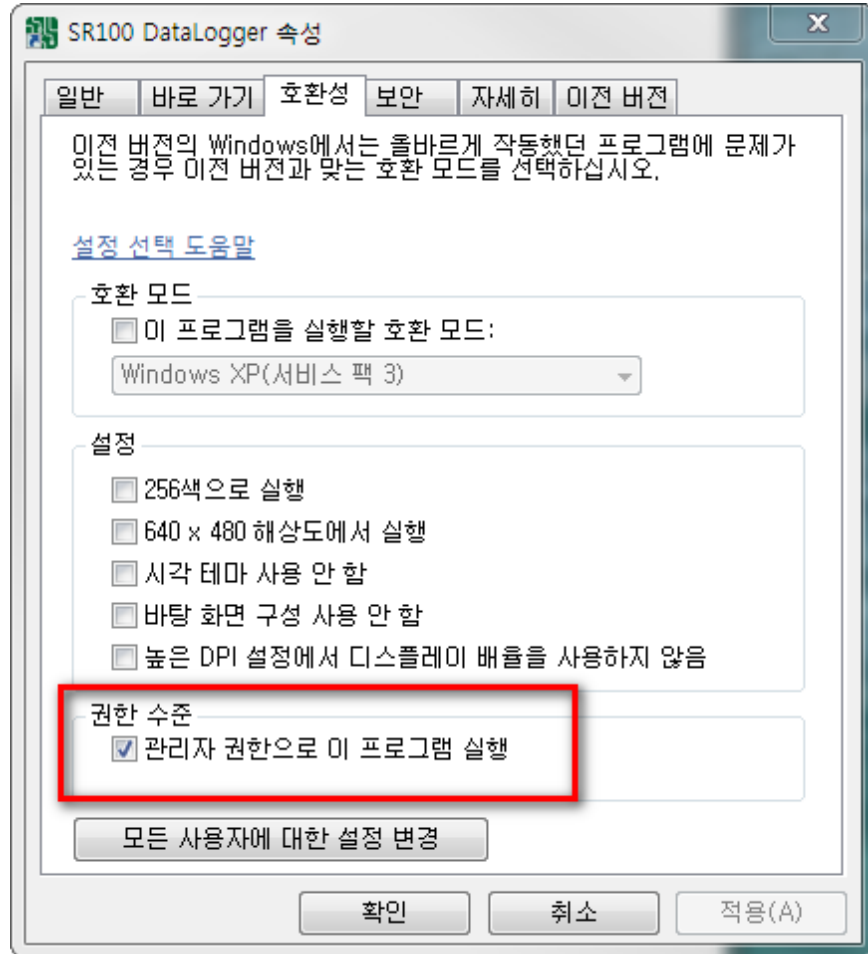 SR100 DataLogger 속성
일반 바로 가기 호환성 보안 자세히 이전 버전
이전 버전의 Windows에서는 올바르게 작동했던 프로그램에 문제가
있는 경우 이전 버전과 맞는 호환 모드를 선택하십시오.
설정 선택 도움말
호환 모드
이 프로그램을 실행할 호환 모드:
Windows XP(서비스 팩 3)
설정
256색으로 실행
640 x 480 해상도에서 실행
시각 테마 사용 안 함
바탕 화면 구성 사용 안 함
높은 DPI 설정에서 디스플레이 배율을 사용하지 않음
권한 수준
관리자 권한으로 이 프로그램 실행
모든 사용자에 대한 설정 변경
확인 취소 적용(A)